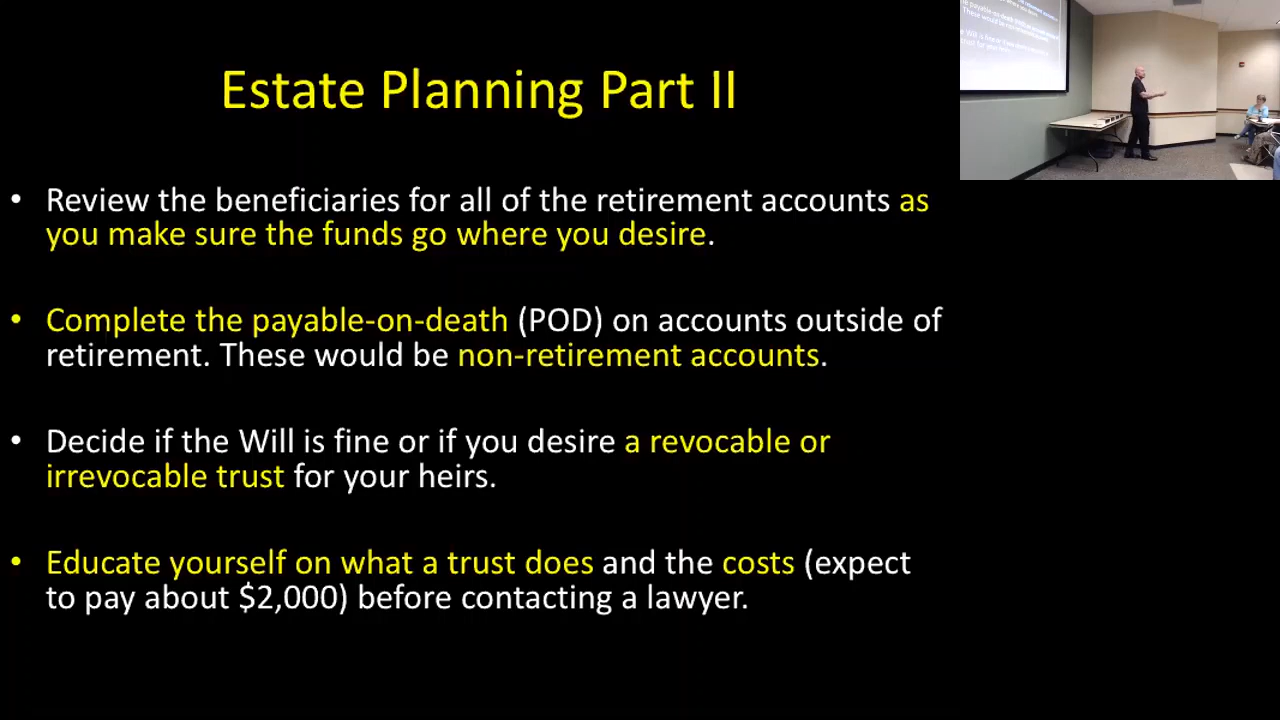 Estate Planning Part II
• Review the beneficiaries for all of the retirement accounts as
you make sure the funds go where you desire.
• Complete the payable-on-death (POD) on accounts outside of
retirement. These would be non-retirement accounts.
• Decide if the Will is fine or if you desire a revocable or
irrevocable trust for your heirs.
• Educate yourself on what a trust does and the costs (expect
to pay about $2,000) before contacting a lawyer.